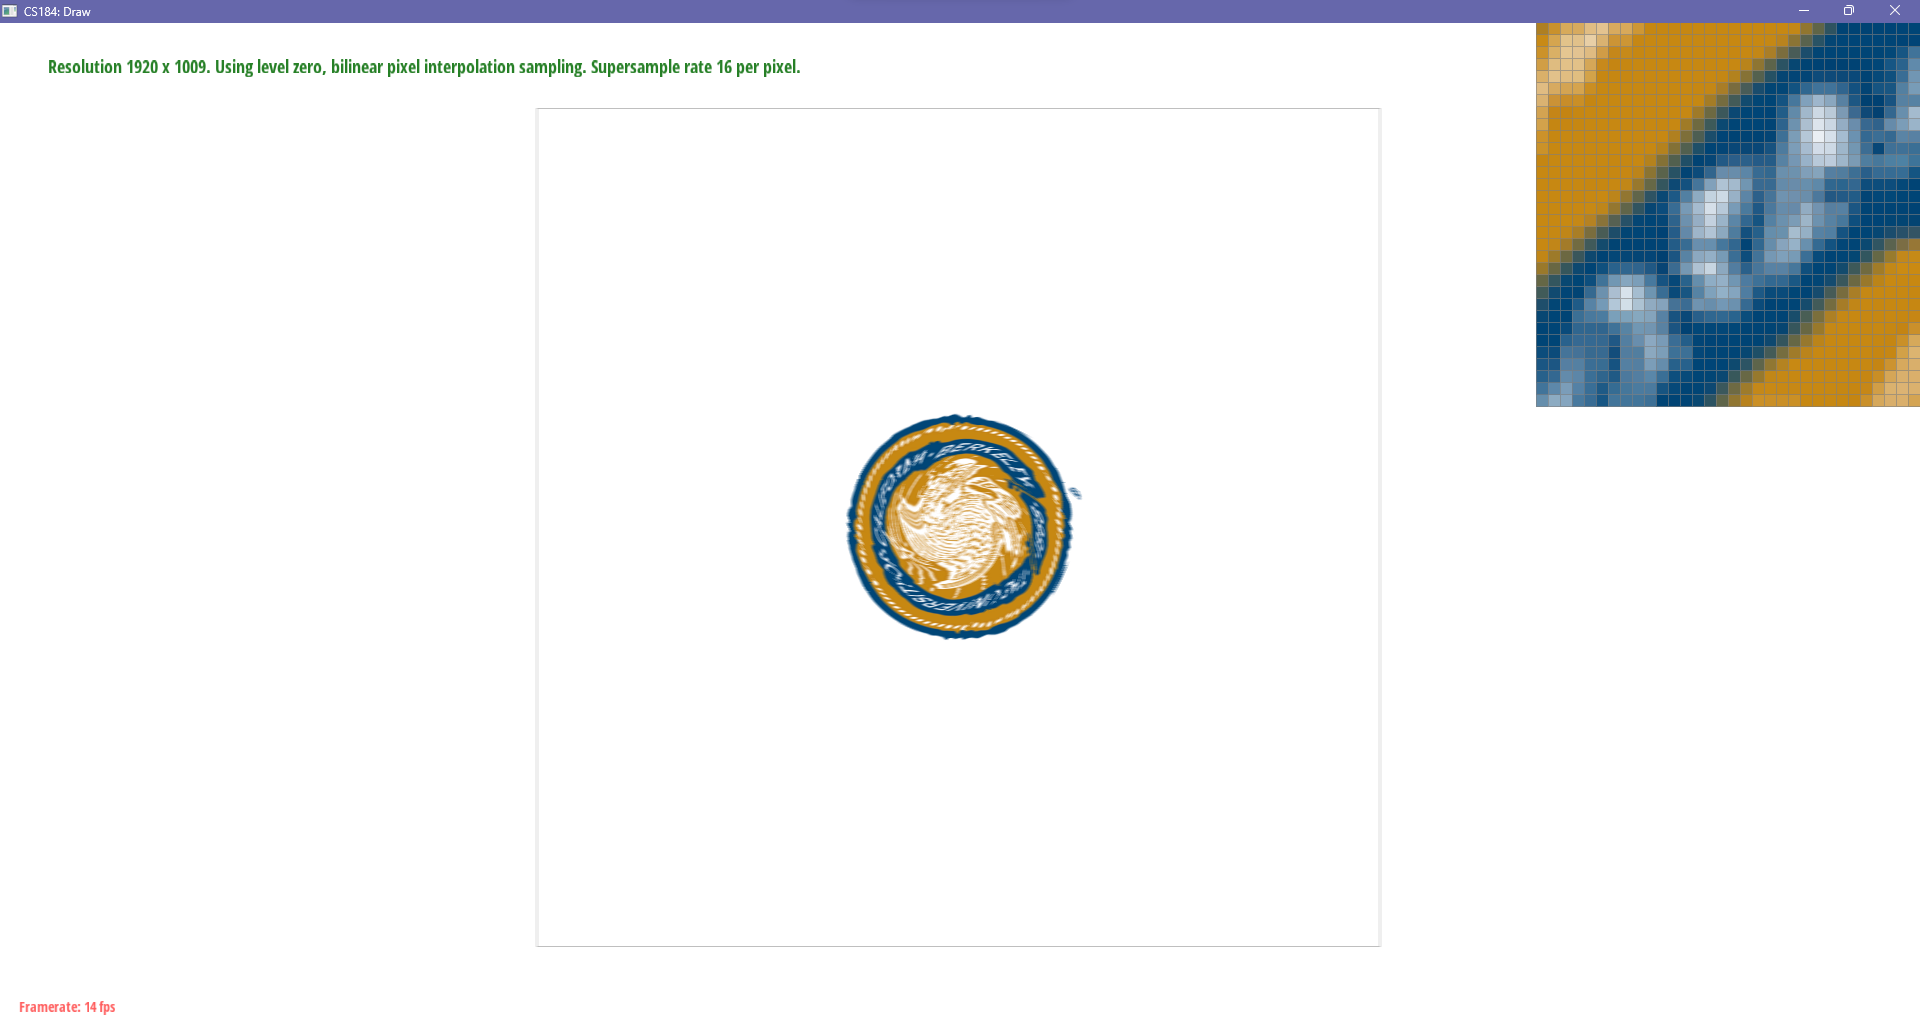 CS184: Draw
Resolution 1920 x 1009. Using level zero, bilinear pixel interpolation sampling. Supersample rate 16 per pixel.
BERKELEY
Framerate: 14 fps